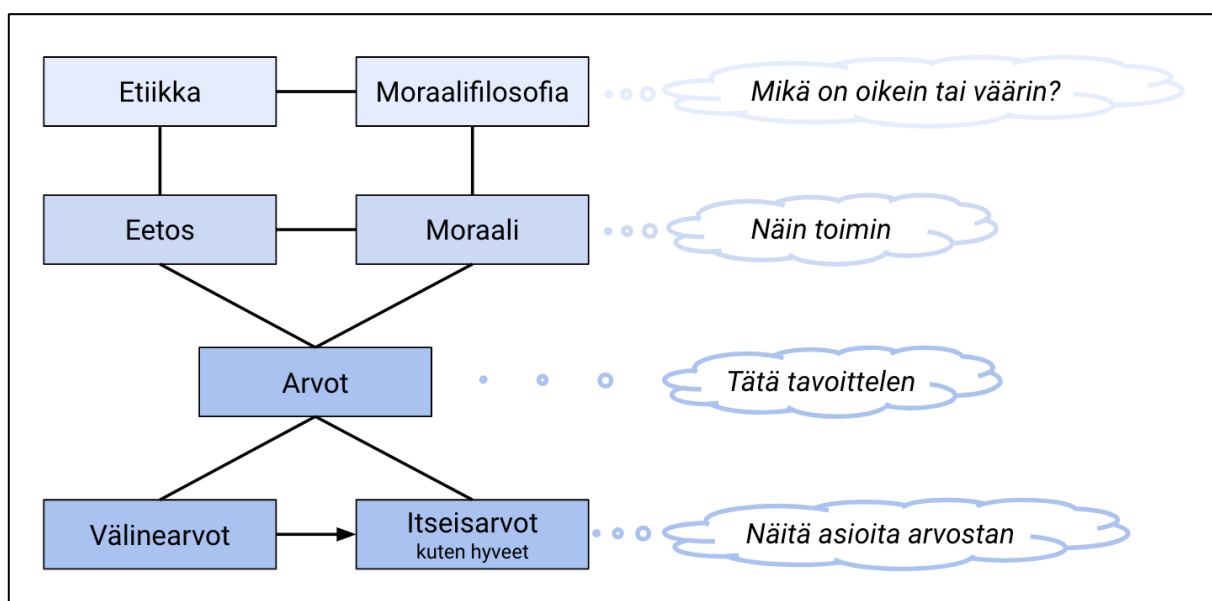 Etiikka
Moraalifilosofia
Mikä on oikein tai väärin?
Eetos
Moraali
Näin toimin
Arvot
Tätä tavoittelen
Välinearvot
Itseisarvot
kuten hyveet
Näitä asioita arvostan